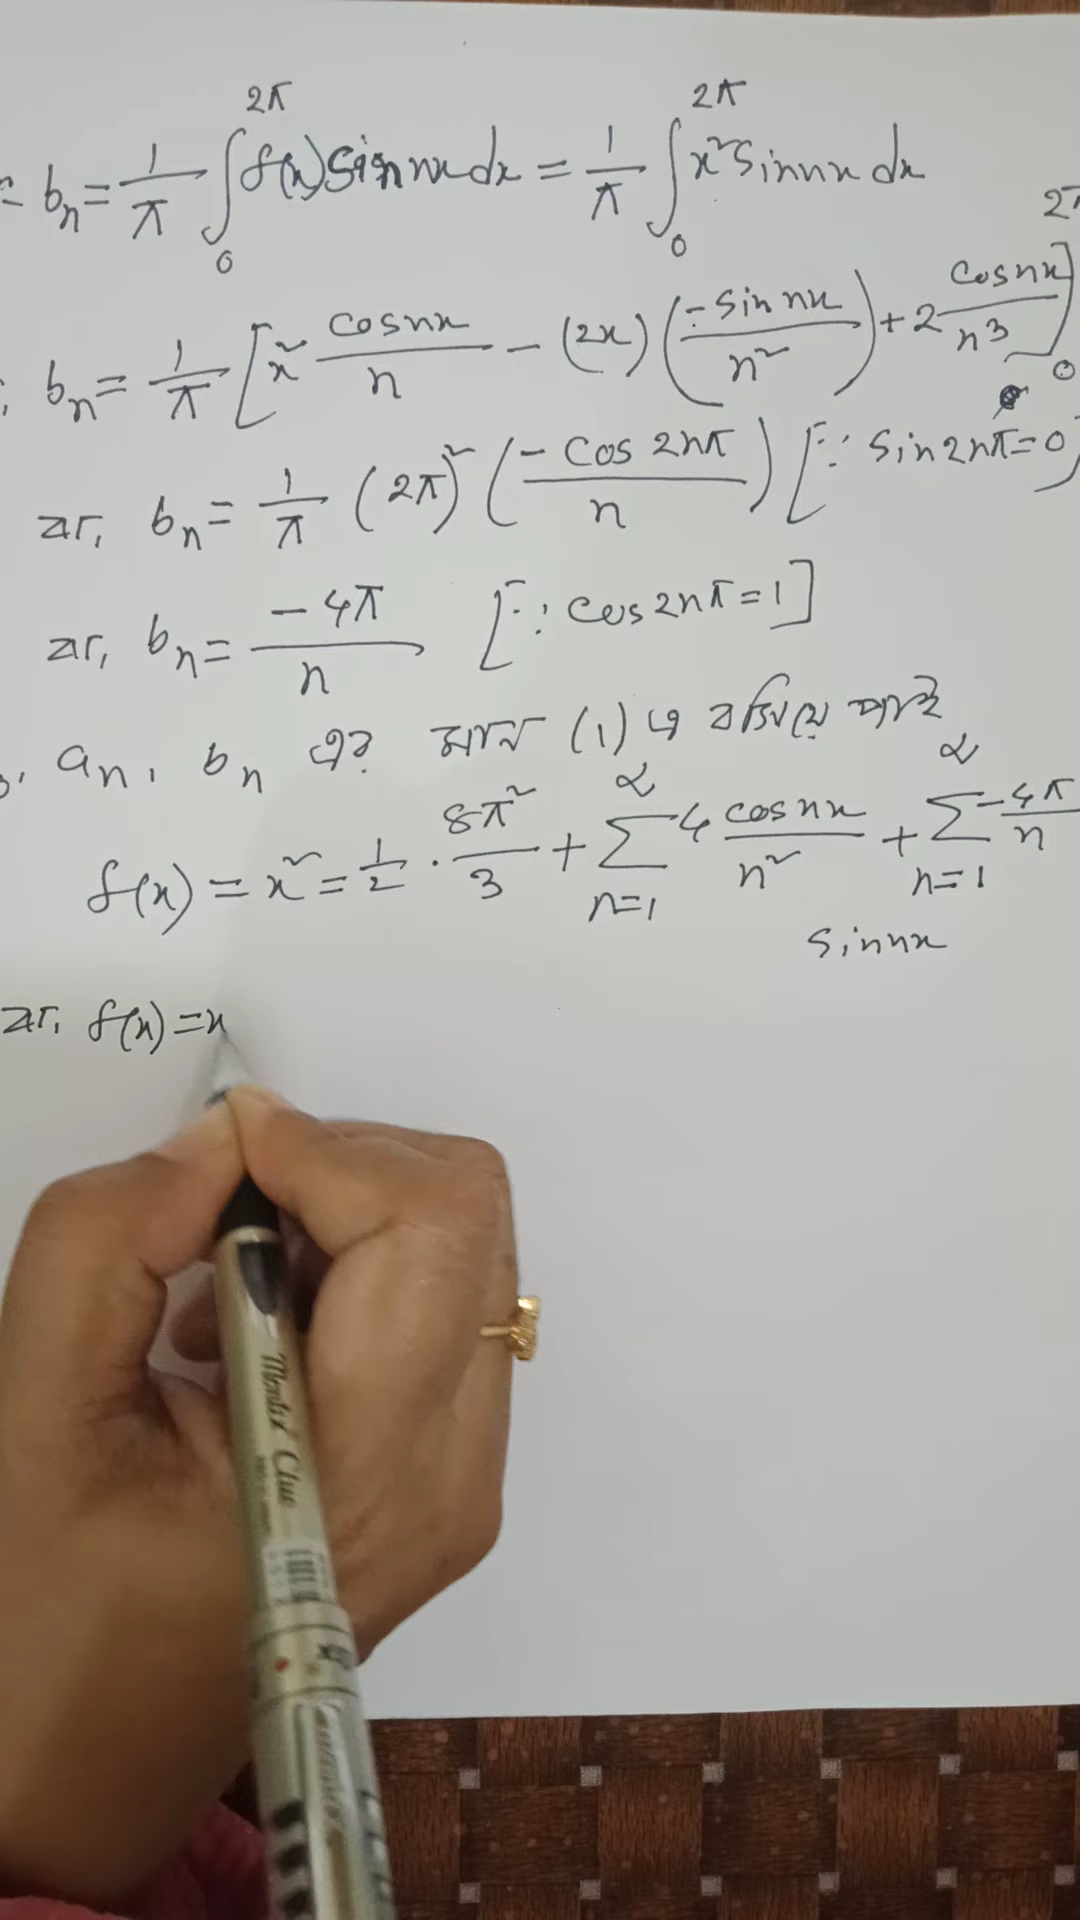 bₙ = 1/π ∫₀^2π f(x) sin nx dx = 1/π ∫₀^2π x² sin nx dx
bₙ = 1/π [x² cos nx/n - (2x) (- sin nx/n²) + 2 cos nx/n³]₀^2π
বা, bₙ = 1/π (2π)² (- cos 2nπ/n) [∵ sin 2nπ = 0]
বা, bₙ = -4π/n [∵ cos 2nπ = 1]
, aₙ, bₙ এর মান (1) এ বসিয়ে পাই
f(x) = x² = 1/2 · 8π²/3 + ∑_{n=1}^α 4 cos nx/n² + ∑_{n=1}^α -4π/n
sin nx
বা, f(x) = x
Montex Clue